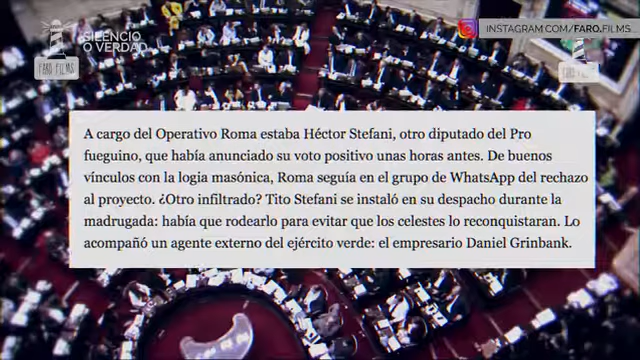 SILENCIO
O VERDAD
FARO FILMS
INSTAGRAM.COM/FARO.FILMS
FARO FILMS
A cargo del Operativo Roma estaba Héctor Stefani, otro diputado del Pro
fueguino, que había anunciado su voto positivo unas horas antes. De buenos
vínculos con la logia masónica, Roma seguía en el grupo de WhatsApp del rechazo
al proyecto. ¿Otro infiltrado? Tito Stefani se instaló en su despacho durante la
madrugada: había que rodearlo para evitar que los celestes lo reconquistaran. Lo
acompañó un agente externo del ejército verde: el empresario Daniel Grinbank.